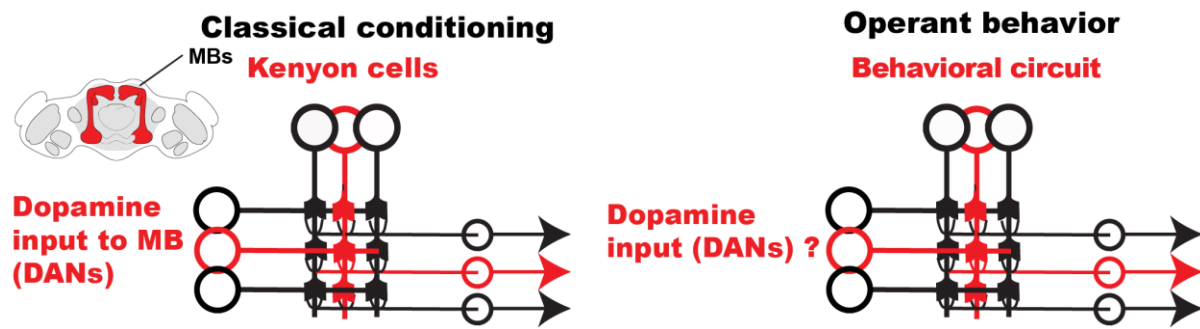 Classical conditioning
MBs
Kenyon cells
Dopamine
input to MB
(DANs)
Operant behavior
Behavioral circuit
Dopamine
input (DANs) ?